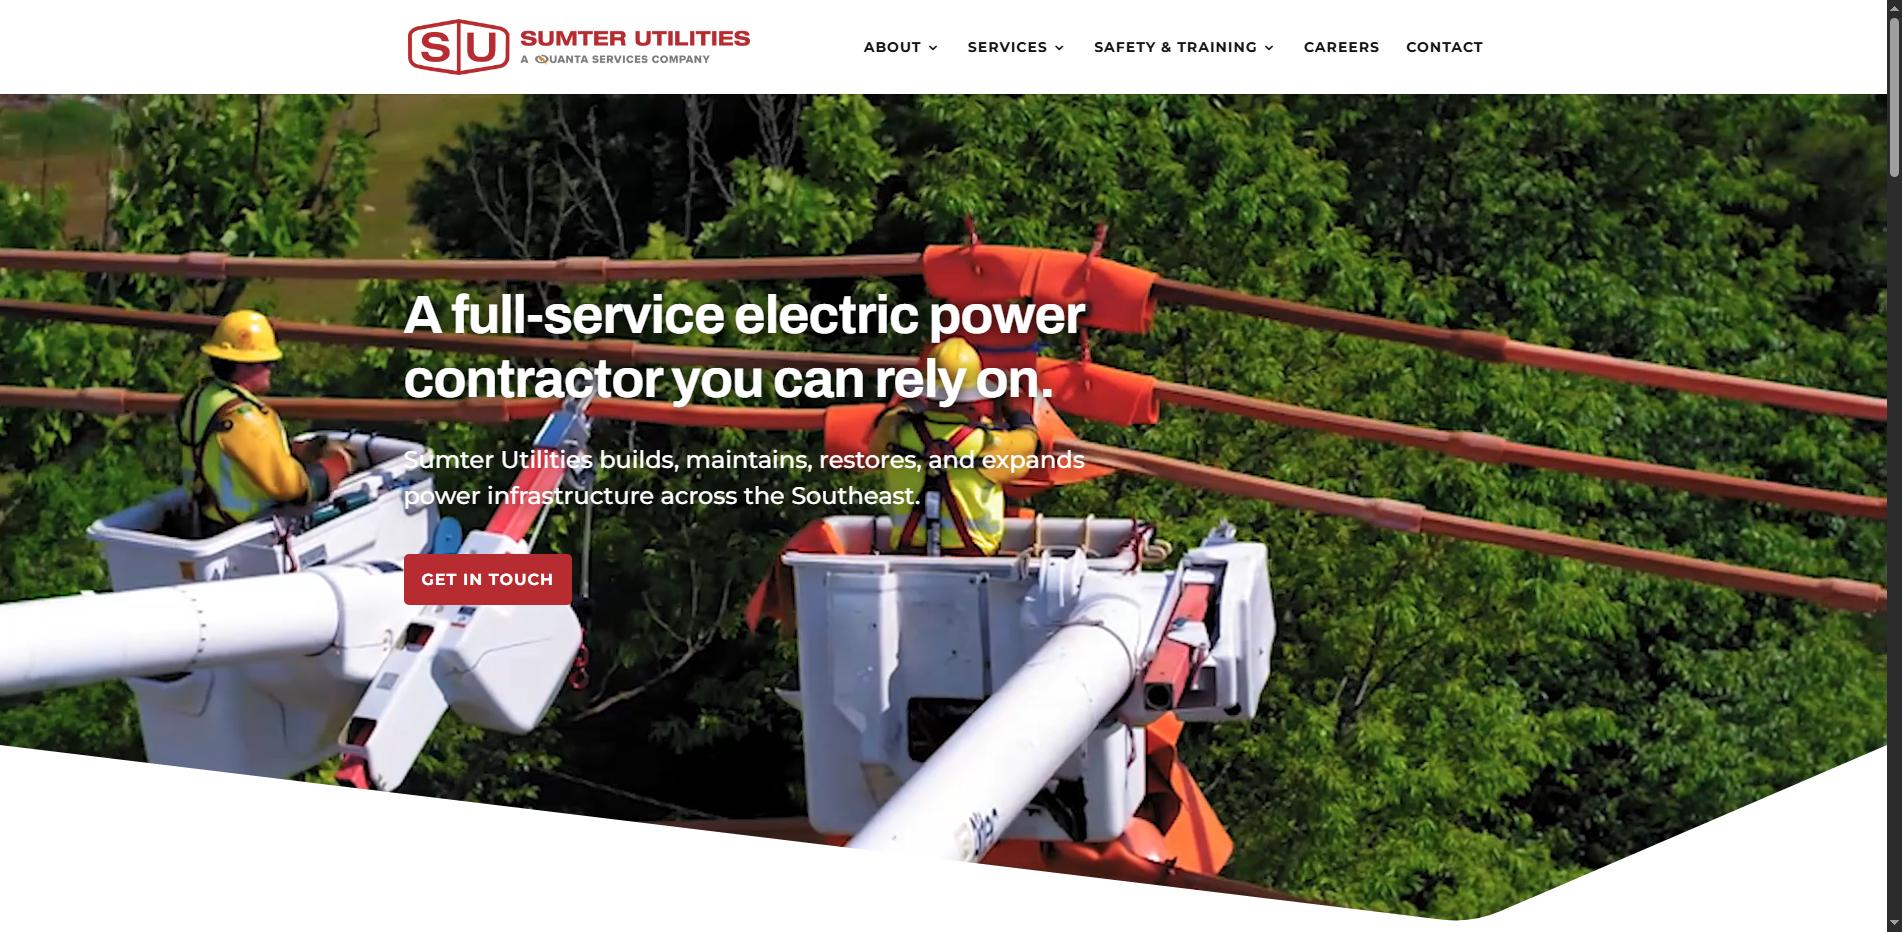 SU
SUMTER UTILITIES
A QUANTA SERVICES COMPANY
ABOUT
SERVICES
SAFETY & TRAINING
CAREERS
CONTACT
A full-service electric power
contractor you can rely on.
Sumter Utilities builds, maintains, restores, and expands
power infrastructure across the Southeast.
GET IN TOUCH